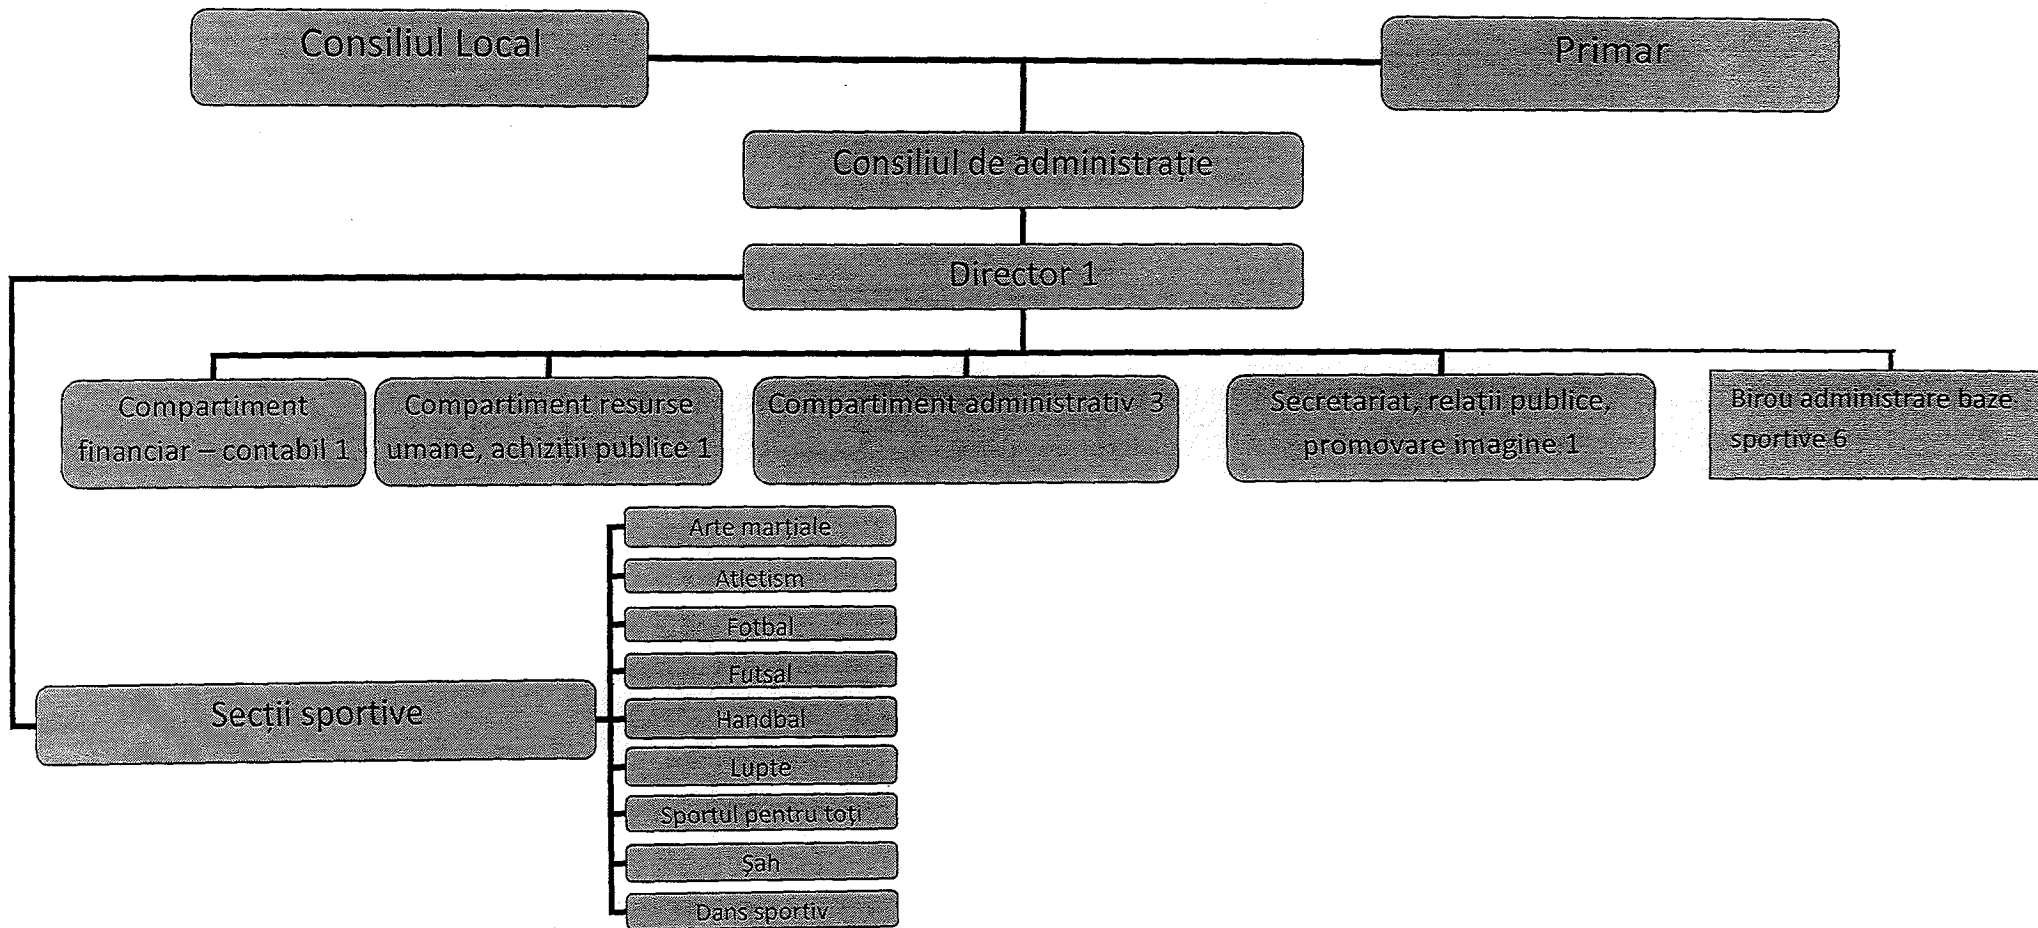 Consiliul Local
Primar
Consiliul de administrație
Director 1
Compartiment
financiar – contabil 1
Compartiment resurse
umane, achiziții publice 1
Compartiment administrativ 3
Secretariat, relații publice,
promovare imagine 1
Birou administrare baze
sportive 6
Secții sportive
Arte marțiale
Atletism
Fotbal
Futsal
Handbal
Lupte
Sportul pentru toți
Șah
Dans sportiv